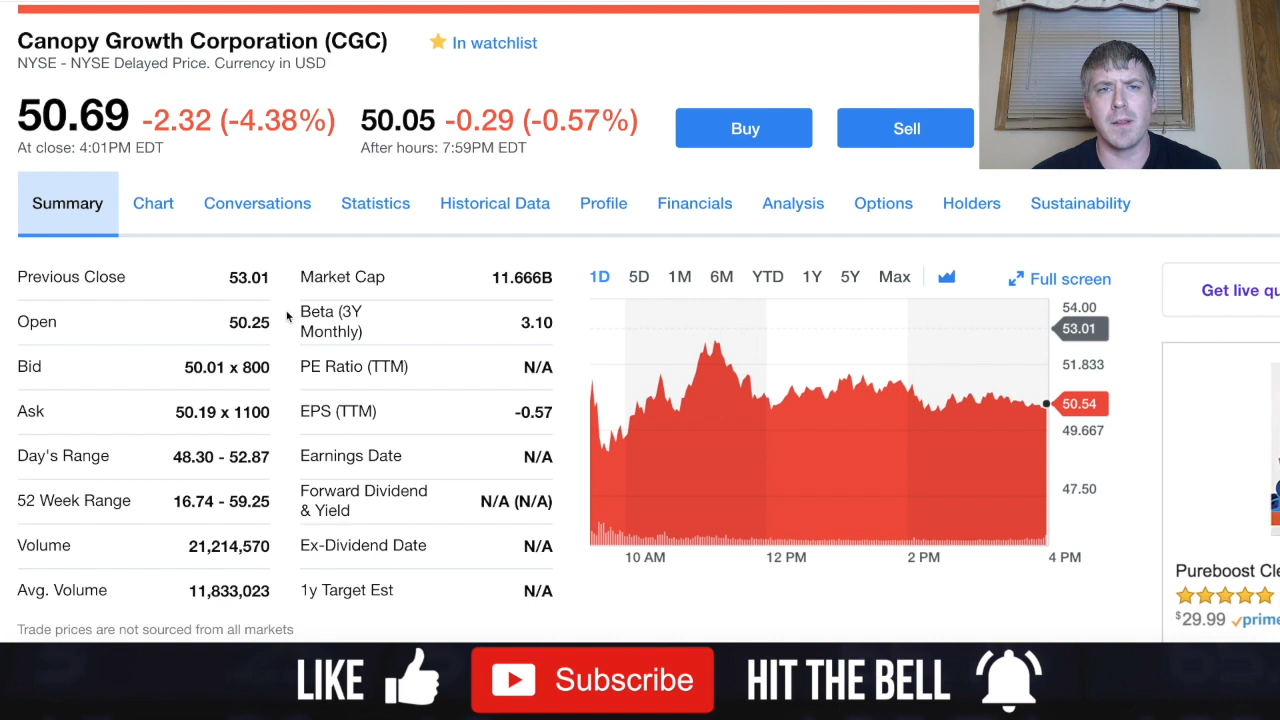 Canopy Growth Corporation (CGC)
In watchlist
NYSE - NYSE Delayed Price. Currency in USD
50.69 -2.32 (-4.38%) 50.05 -0.29 (-0.57%)
At close: 4:01PM EDT After hours: 7:59PM EDT
Buy Sell
Summary Chart Conversations Statistics Historical Data Profile Financials Analysis Options Holders Sustainability
Previous Close 53.01
Open 50.25
Bid 50.01 x 800
Ask 50.19 x 1100
Day's Range 48.30 - 52.87
52 Week Range 16.74 - 59.25
Volume 21,214,570
Avg. Volume 11,833,023
Market Cap 11.666B
Beta (3Y
Monthly) 3.10
PE Ratio (TTM) N/A
EPS (TTM) -0.57
Earnings Date N/A
Forward Dividend
& Yield N/A (N/A)
Ex-Dividend Date N/A
1y Target Est N/A
Trade prices are not sourced from all markets
1D 5D 1M 6M YTD 1Y 5Y Max Full screen
54.00
53.01
51.833
50.54
49.667
47.50
10 AM 12 PM 2 PM 4 PM
Get live qu
Pureboost Cle
$29.99 prime
LIKE Subscribe HIT THE BELL